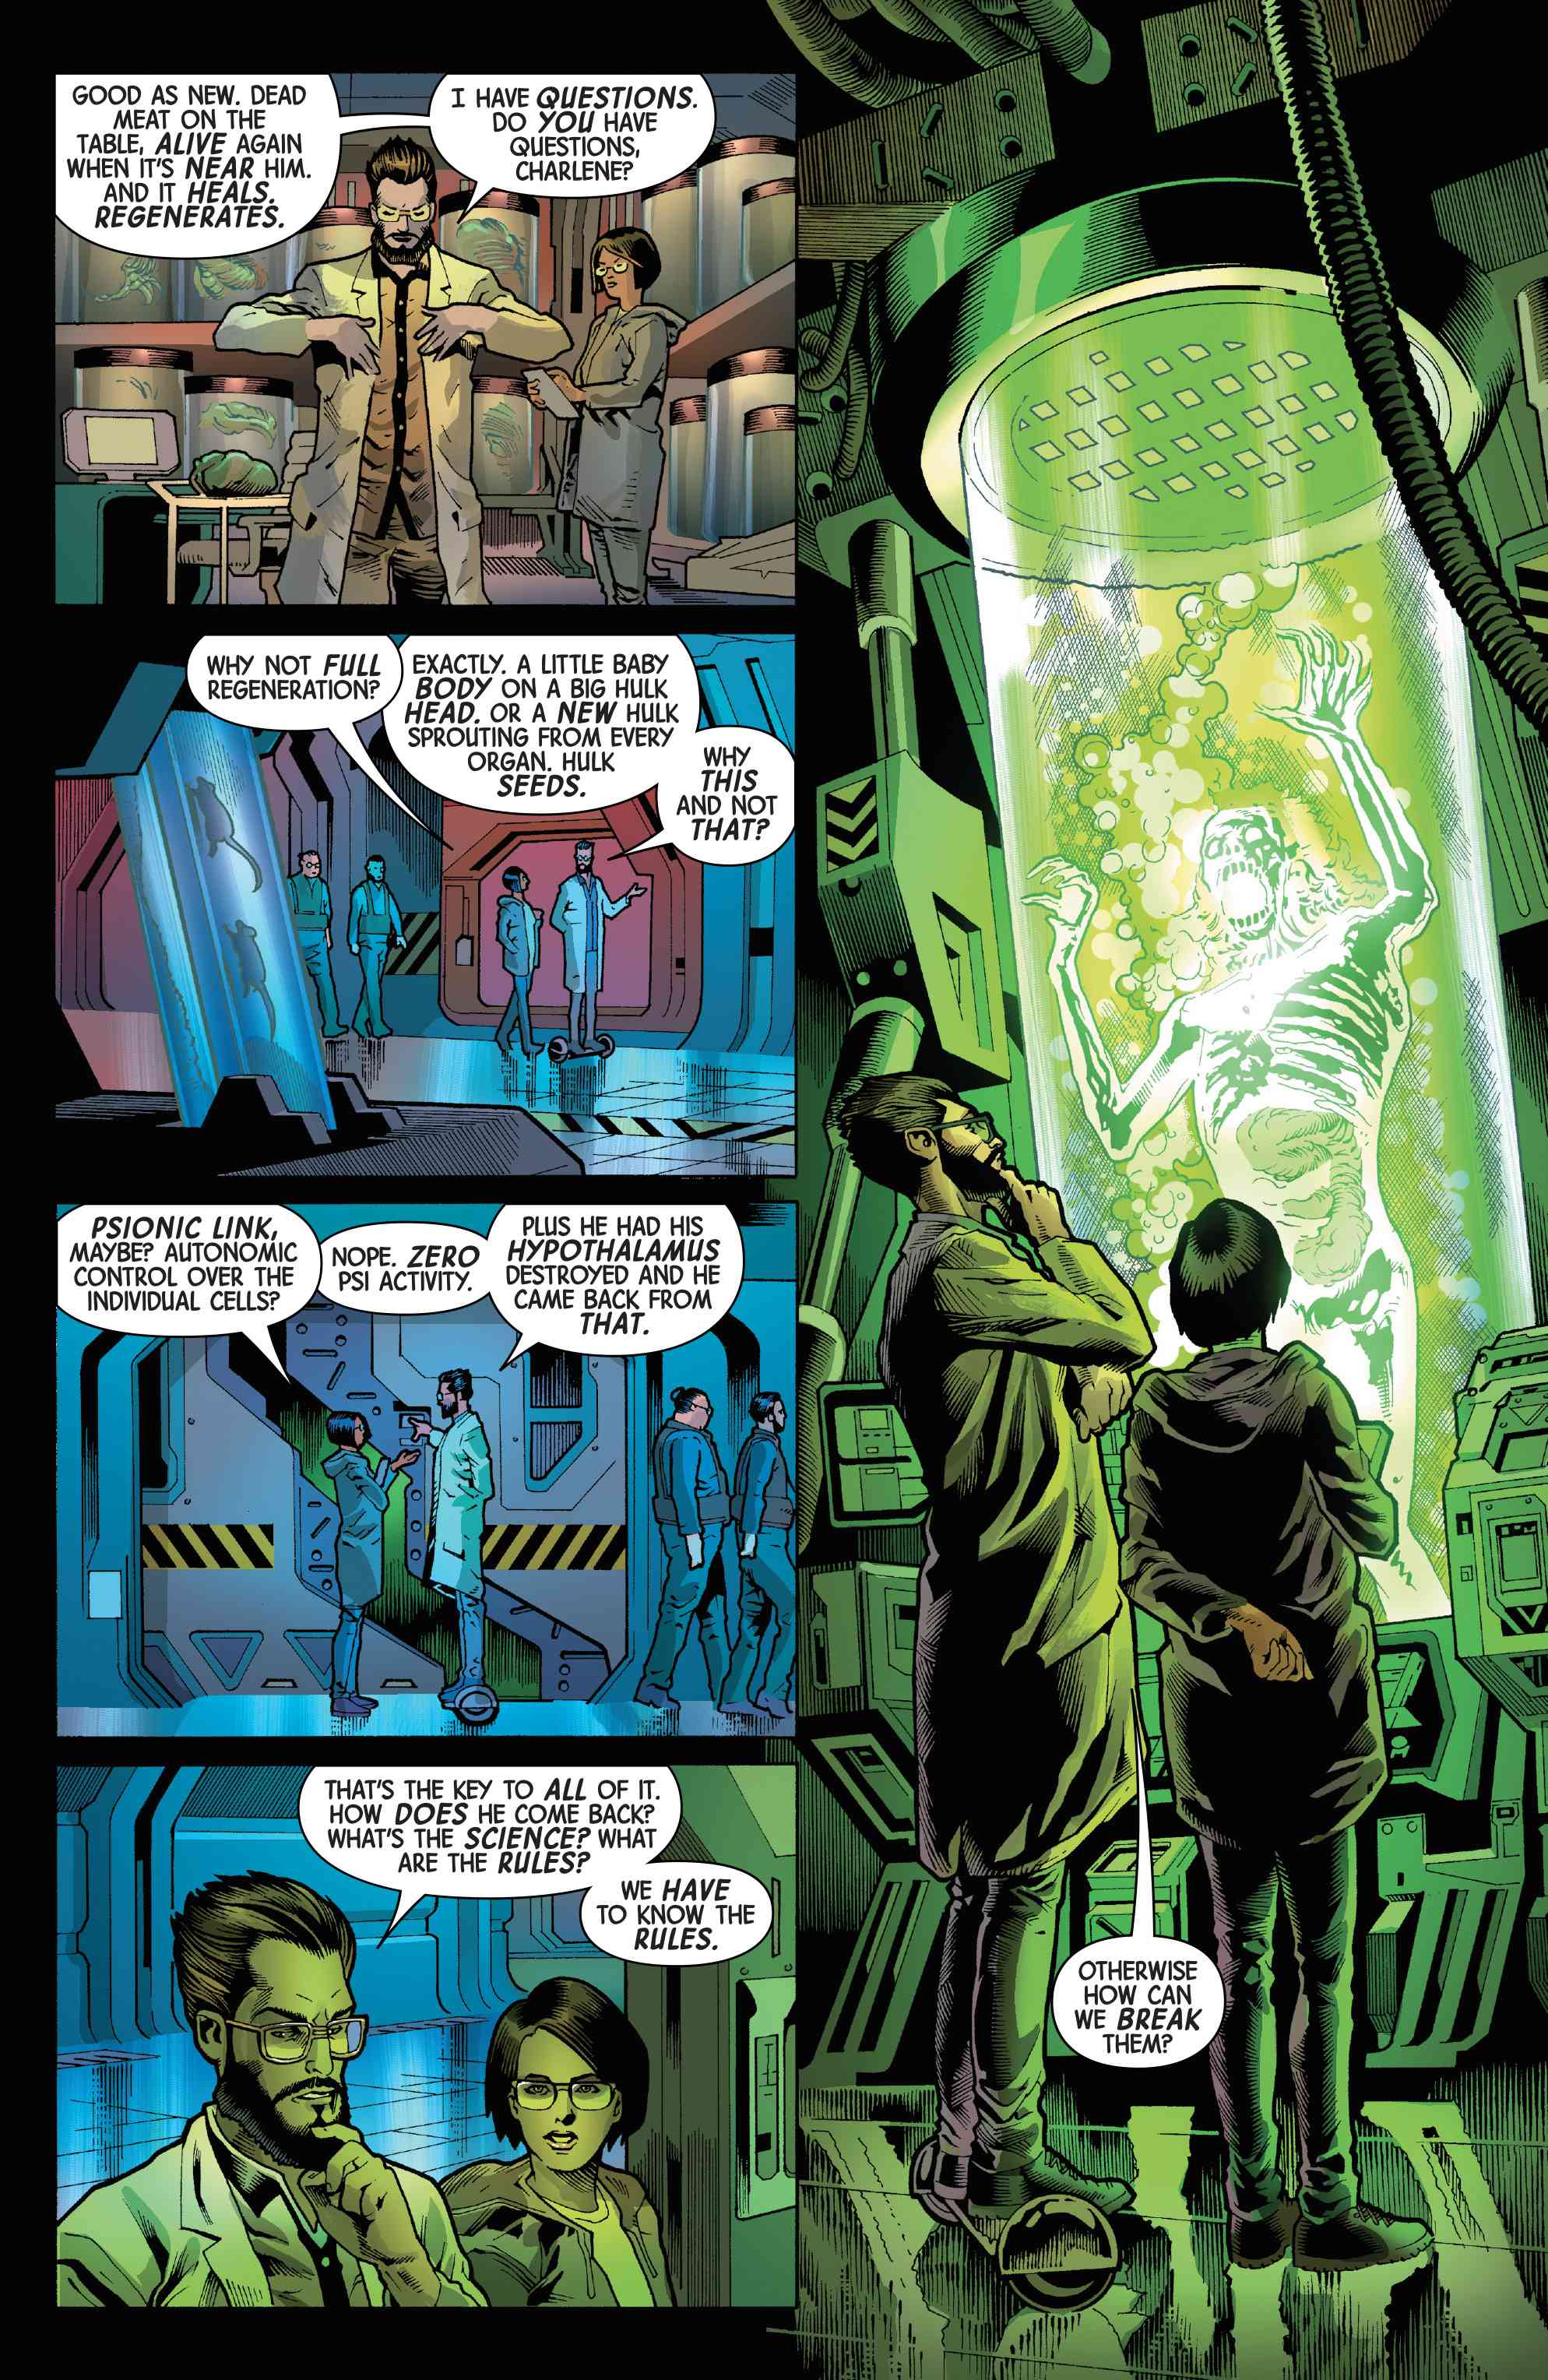 GOOD AS NEW. DEAD
MEAT ON THE
TABLE, ALIVE AGAIN
WHEN IT'S NEAR HIM.
AND IT HEALS.
REGENERATES.
I HAVE QUESTIONS.
DO YOU HAVE
QUESTIONS,
CHARLENE?
WHY NOT FULL
REGENERATION?
EXACTLY. A LITTLE BABY
BODY ON A BIG HULK
HEAD. OR A NEW HULK
SPROUTING FROM EVERY
ORGAN. HULK
SEEDS.
WHY
THIS
AND NOT
THAT?
PSIONIC LINK,
MAYBE? AUTONOMIC
CONTROL OVER THE
INDIVIDUAL CELLS?
NOPE. ZERO
PSI ACTIVITY.
PLUS HE HAD HIS
HYPOTHALAMUS
DESTROYED AND HE
CAME BACK FROM
THAT.
THAT'S THE KEY TO ALL OF IT.
HOW DOES HE COME BACK?
WHAT'S THE SCIENCE? WHAT
ARE THE RULES?
WE HAVE
TO KNOW THE
RULES.
OTHERWISE
HOW CAN
WE BREAK
THEM?